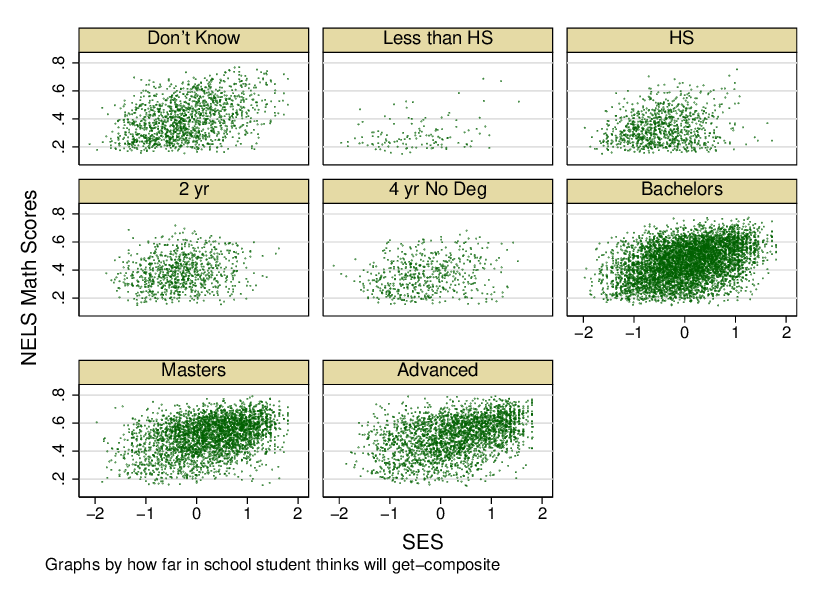 Don't Know Less than HS HS
.8
.6
.4
.2
2 yr 4 yr No Deg Bachelors
.8
.6
.4
.2
−2 −1 0 1 2
Masters Advanced
.8
.6
.4
.2
−2 −1 0 1 2 −2 −1 0 1 2
NELS Math Scores
SES
Graphs by how far in school student thinks will get−composite